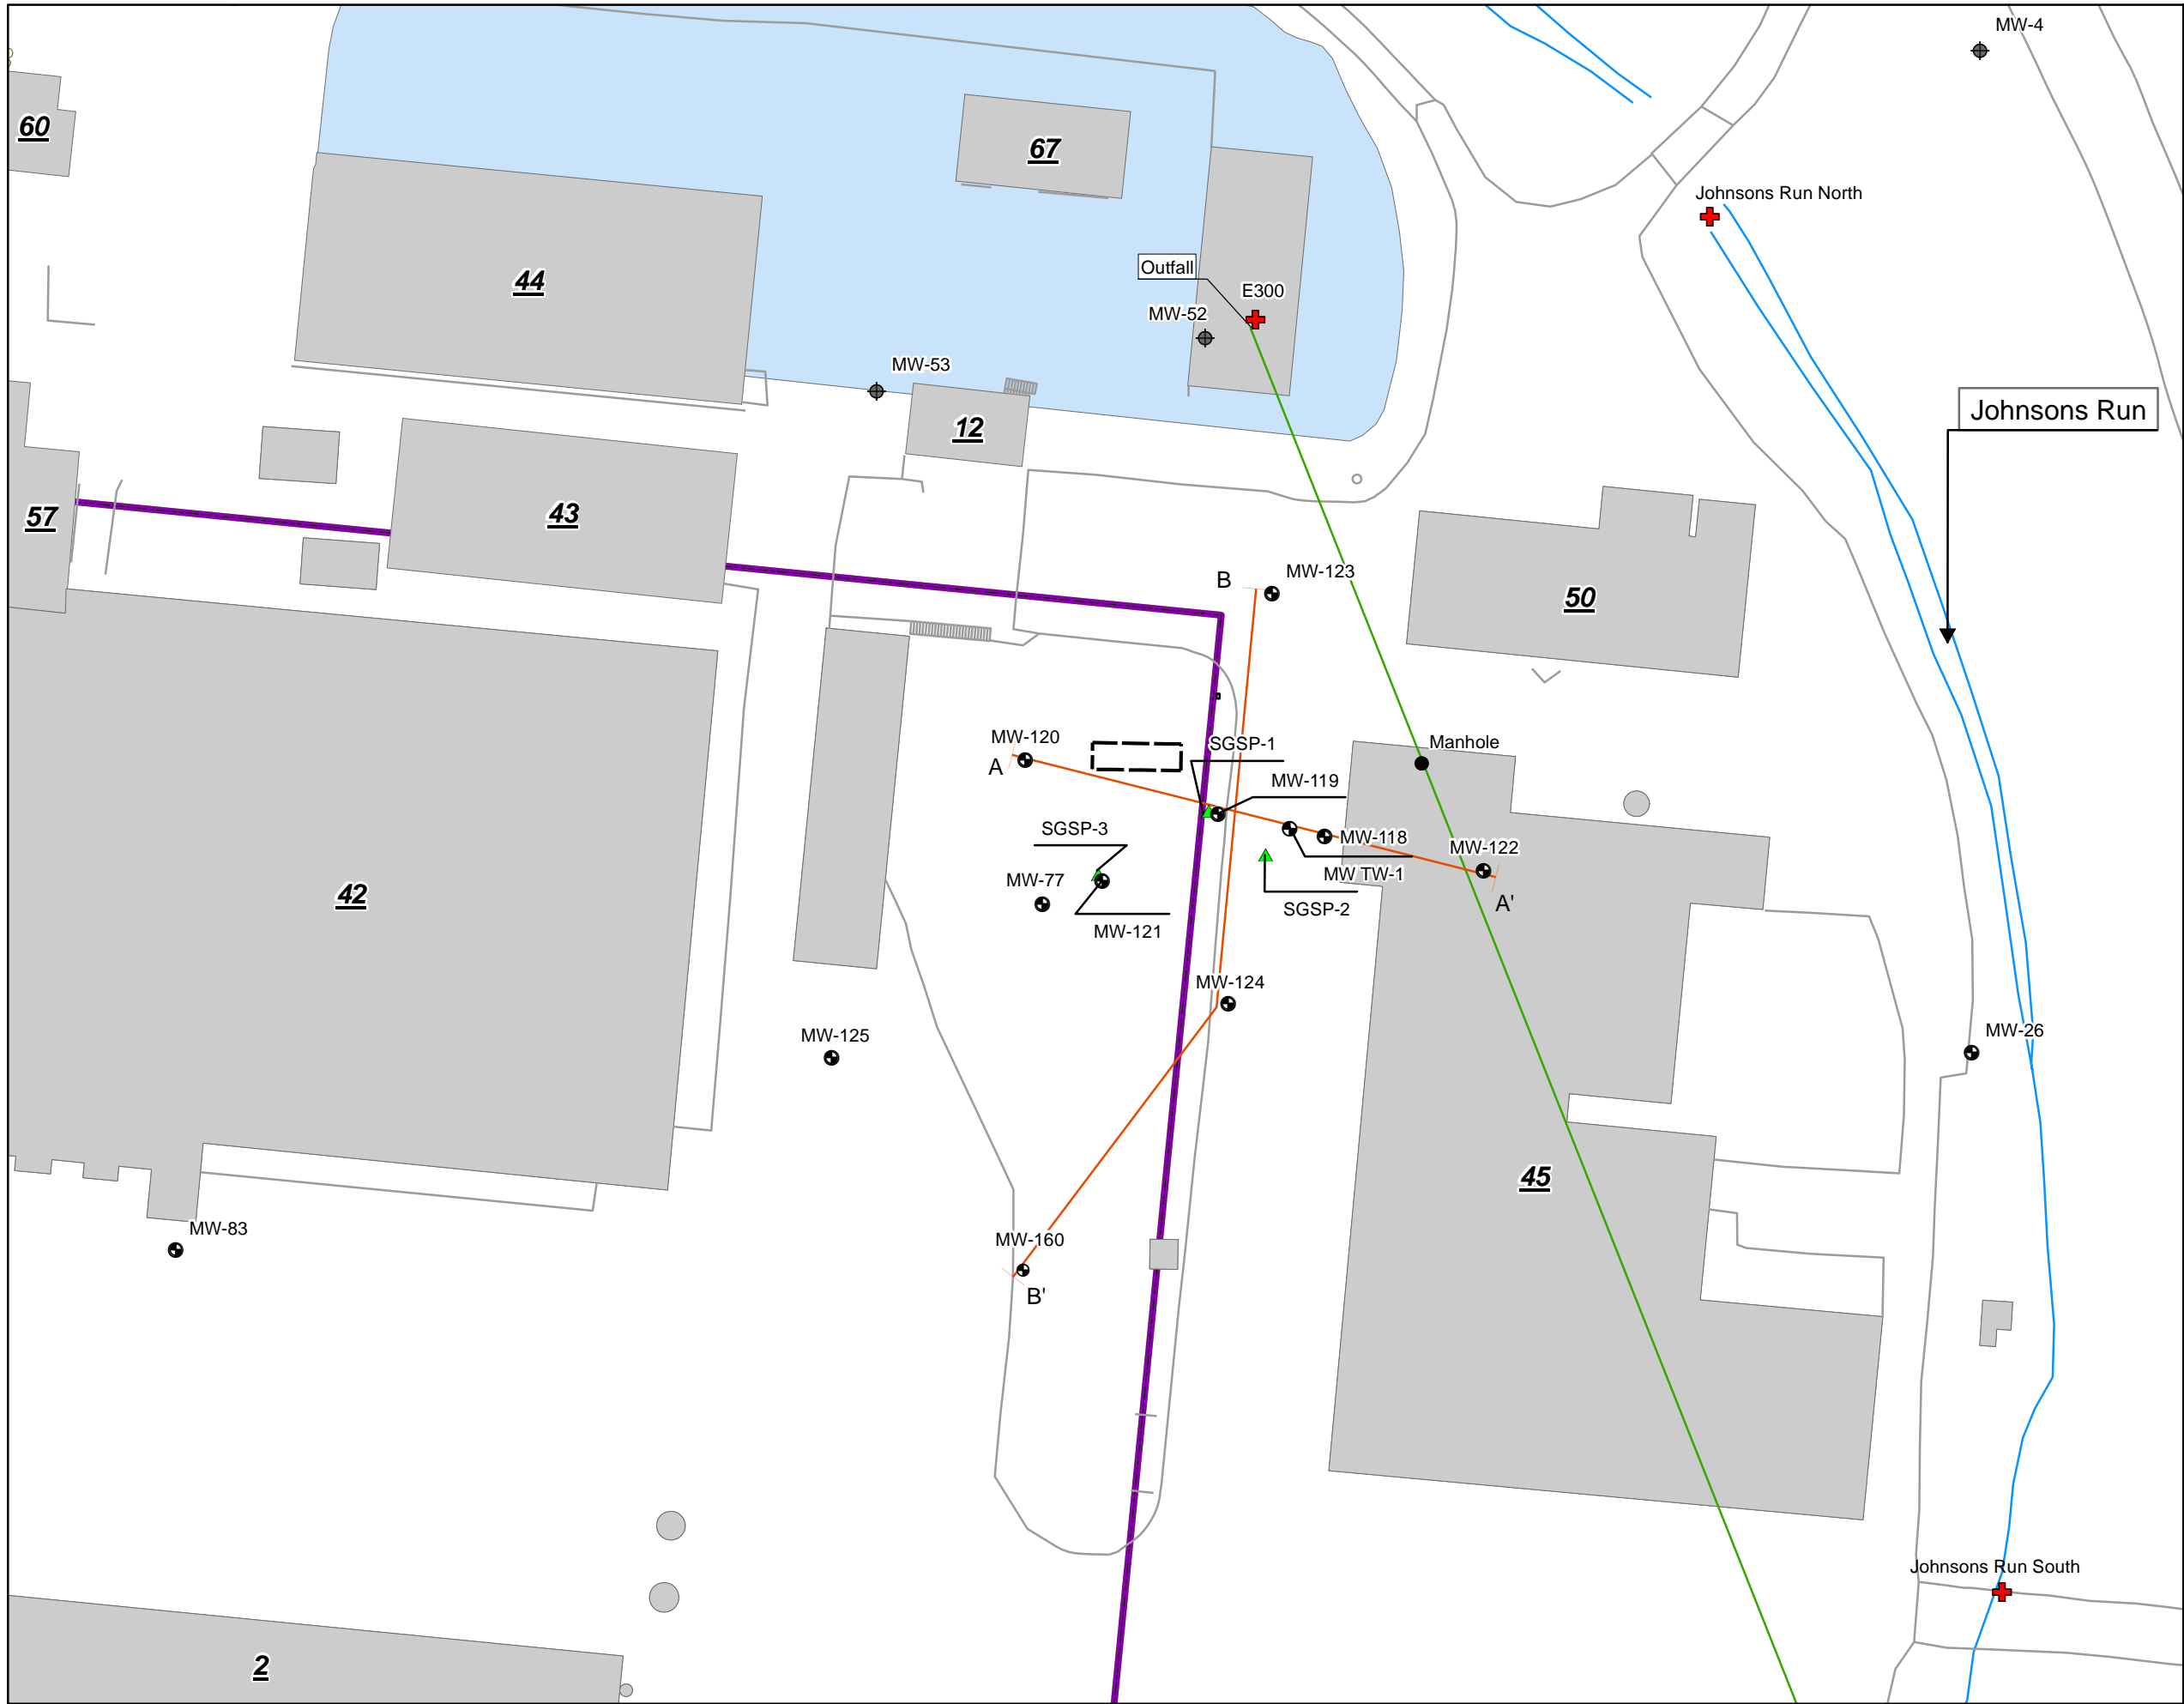 MW-4
60
67
Johnsons Run North
Outfall
44
E300
MW-52
MW-53
Johnsons Run
12
57
43
B
MW-123
50
MW-120
SGSP-1
Manhole
A
MW-119
SGSP-3
MW-118
MW-122
MW-77
MW TW-1
42
A'
SGSP-2
MW-121
MW-124
MW-125
MW-26
45
MW-83
MW-160
B'
Johnsons Run South
2